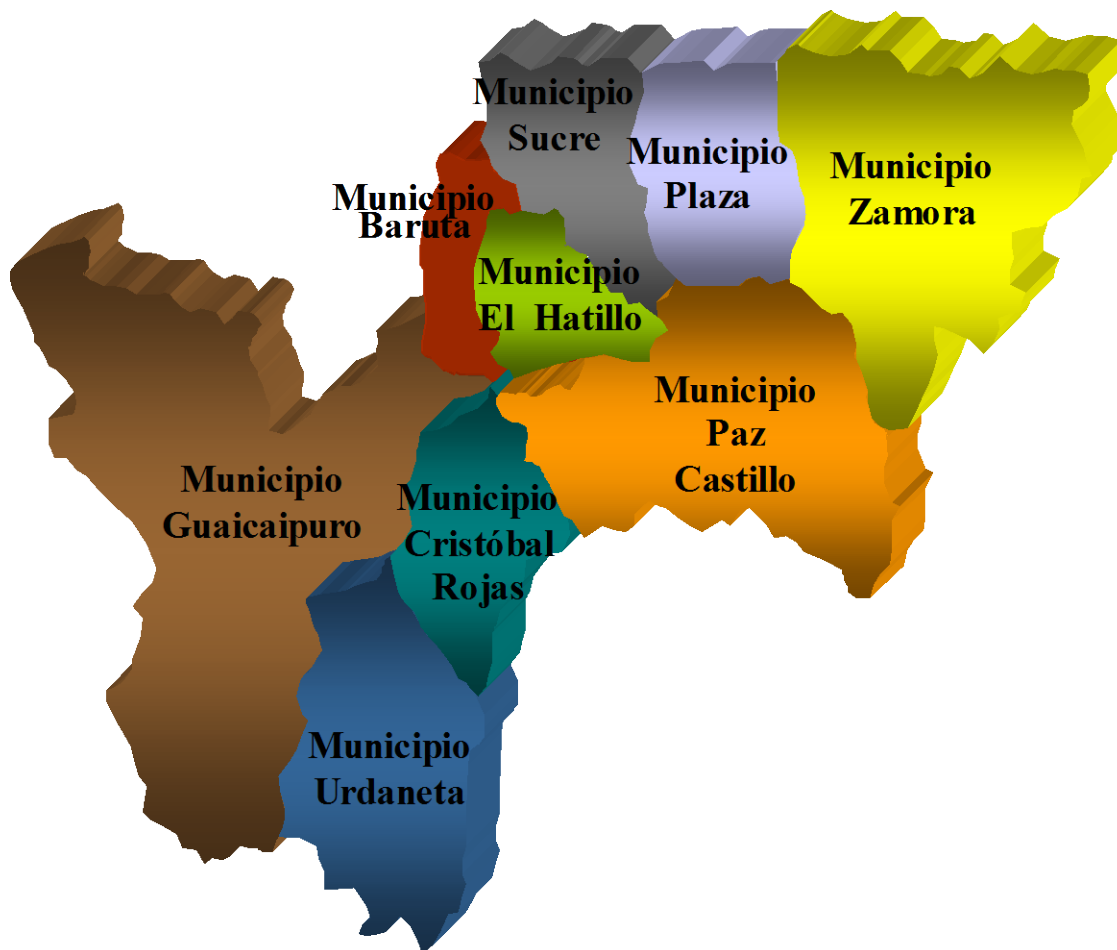 Municipio
Sucre
Municipio
Plaza
Municipio
Zamora
Municipio
Baruta
Municipio
El Hatillo
Municipio
Paz
Castillo
Municipio
Guaicaipuro
Municipio
Cristóbal
Rojas
Municipio
Urdaneta